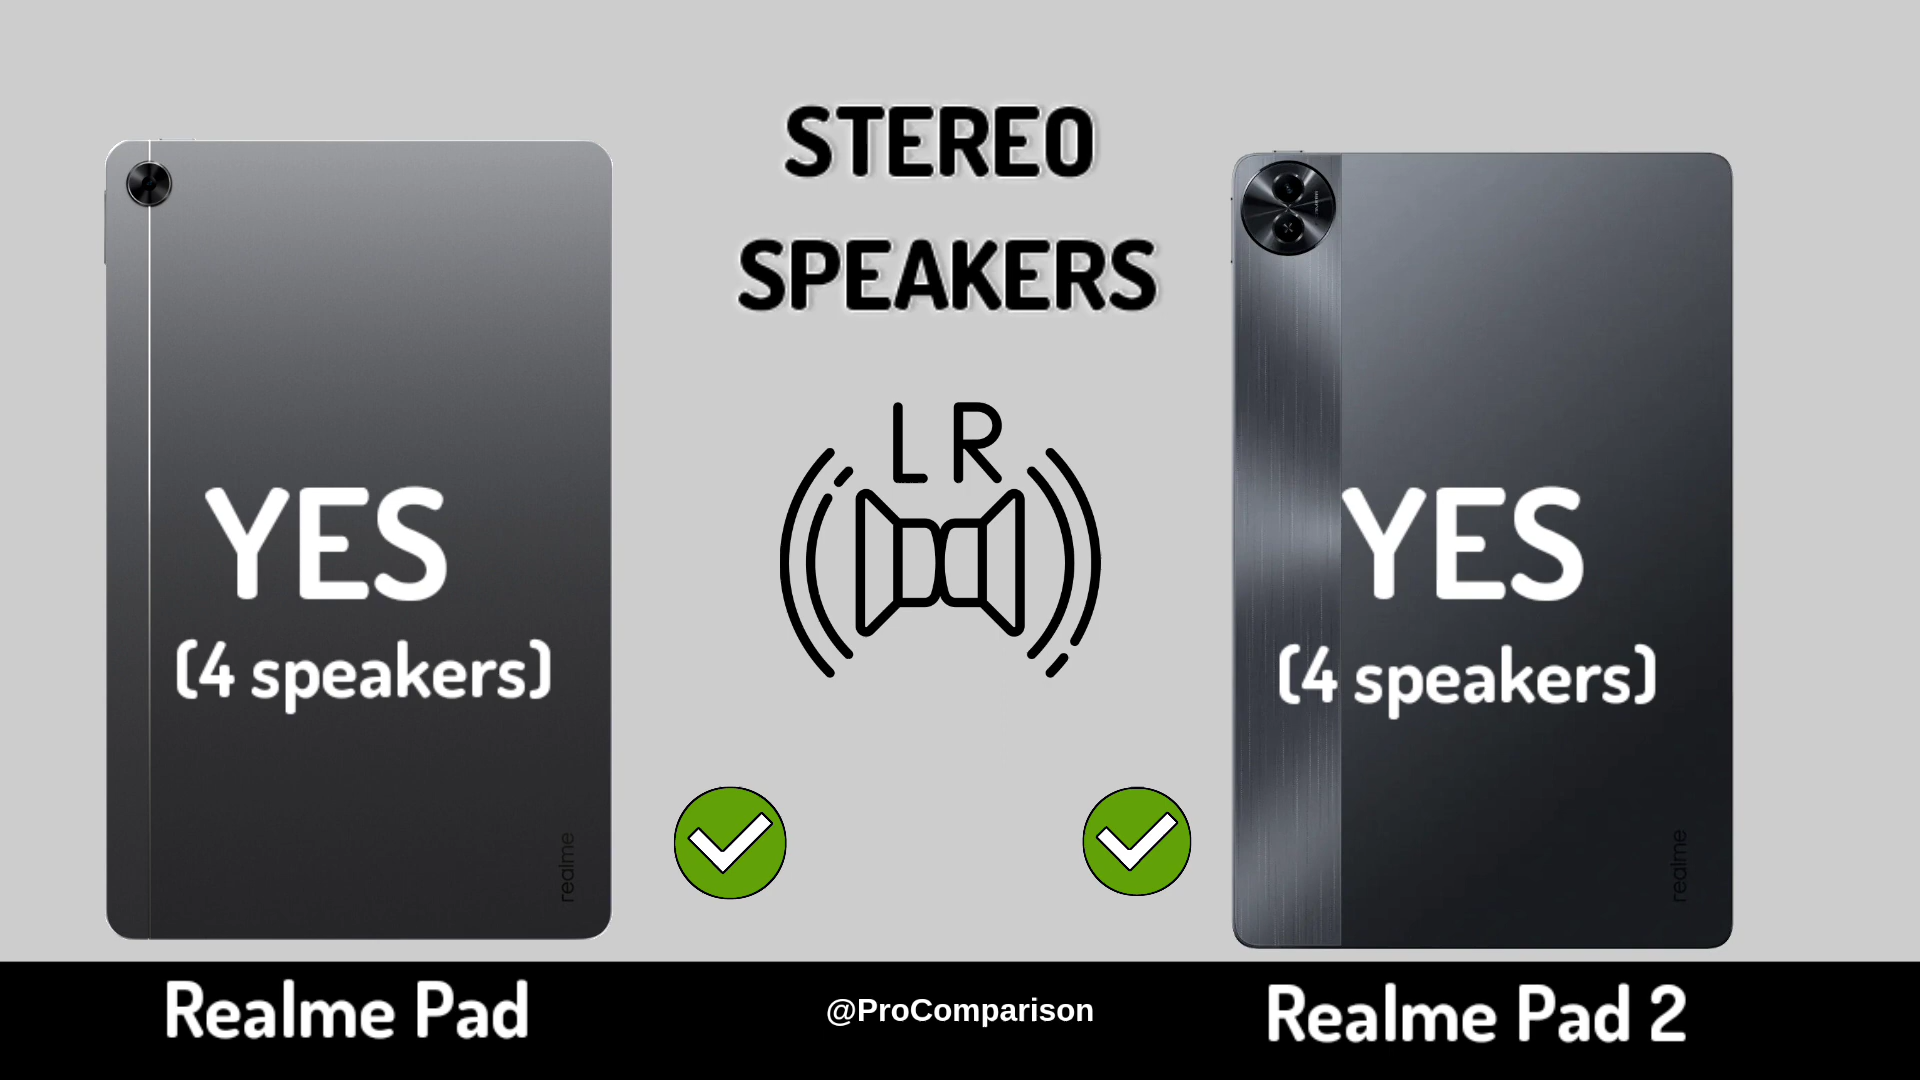 STEREO
SPEAKERS
L R
YES
(4 speakers)
realme
YES
(4 speakers)
realme
Realme Pad
@ProComparison
Realme Pad 2